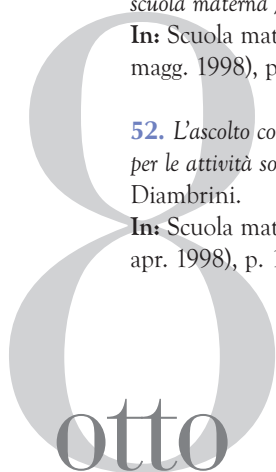 scuola materna
In: Scuola mat
magg. 1998), p
52. L'ascolto co
per le attività so
Diambrini.
In: Scuola mat
apr. 1998), p. 1
8
otto